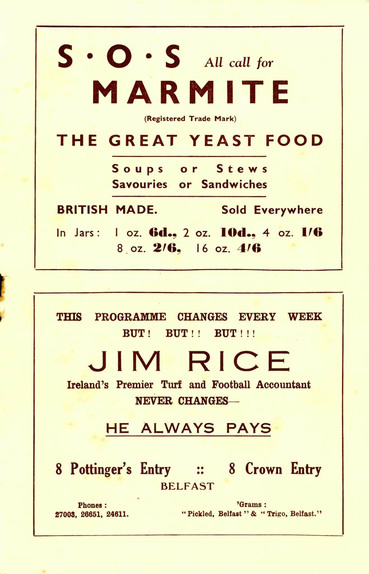 S·O·S All call for
MARMITE
(Registered Trade Mark)
THE GREAT YEAST FOOD
Soups or Stews
Savouries or Sandwiches
BRITISH MADE. Sold Everywhere
In Jars: 1 oz. 6d., 2 oz. 10d., 4 oz. 1/6
8 oz. 2/6, 16 oz. 4/6
THIS PROGRAMME CHANGES EVERY WEEK
BUT! BUT!! BUT!!!
JIM RICE
Ireland's Premier Turf and Football Accountant
NEVER CHANGES—
HE ALWAYS PAYS
8 Pottinger's Entry :: 8 Crown Entry
BELFAST
Phones: 'Grams:
27003, 26651, 24611. "Pickled, Belfast" & "Trigo, Belfast."